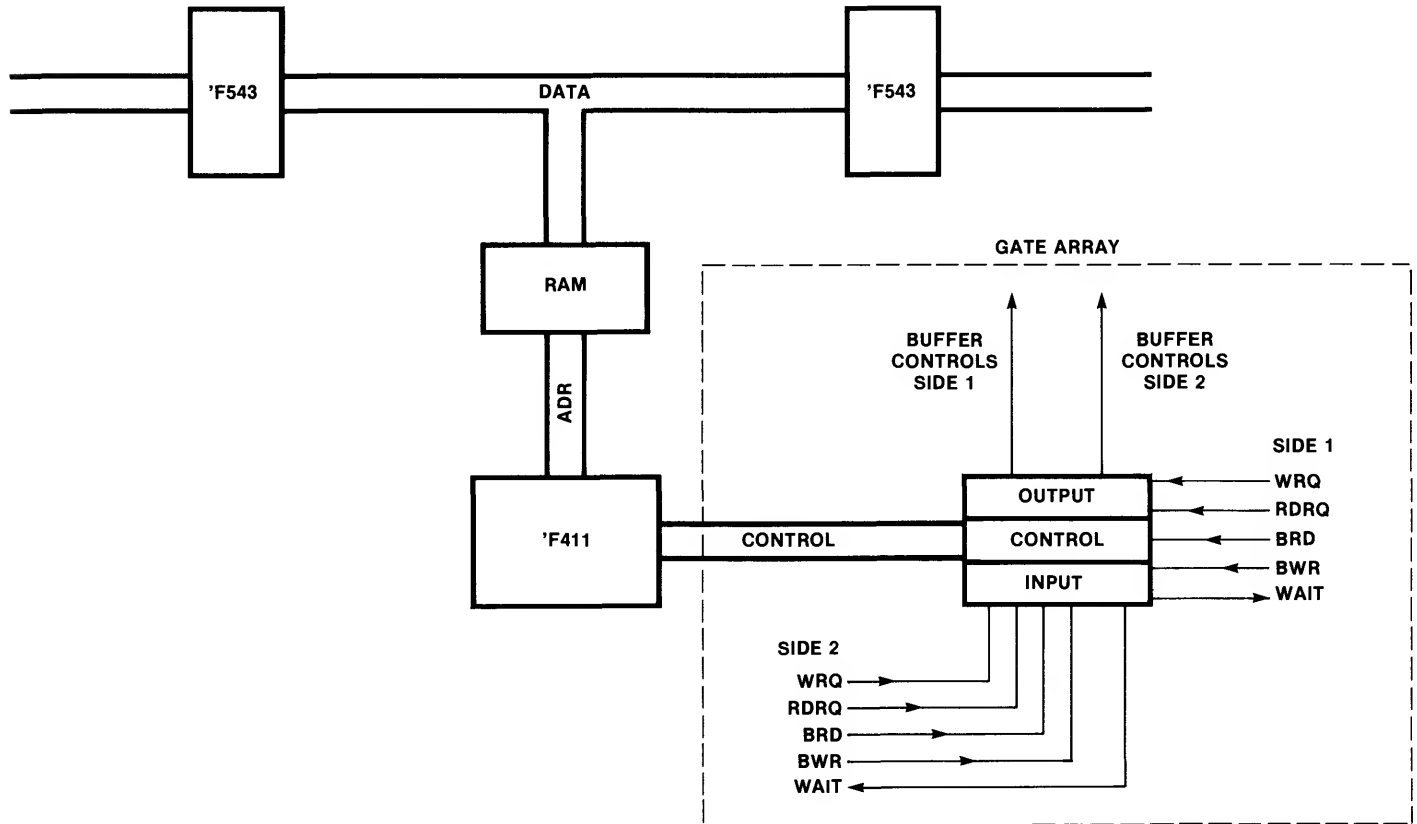 'F543
DATA
'F543
RAM
ADR
'F411
CONTROL
GATE ARRAY
BUFFER
CONTROLS
SIDE 1
BUFFER
CONTROLS
SIDE 2
OUTPUT
CONTROL
INPUT
SIDE 1
WRQ
RDRQ
BRD
BWR
WAIT
SIDE 2
WRQ
RDRQ
BRD
BWR
WAIT